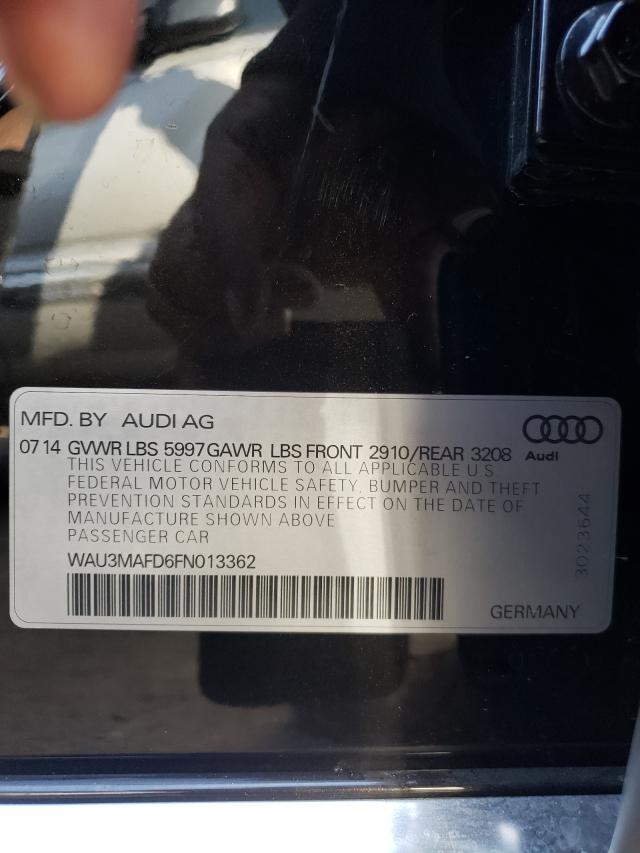 MFD. BY AUDI AG
07 14 GVWR LBS 5997 GAWR LBS FRONT 2910/REAR 3208
Audi
THIS VEHICLE CONFORMS TO ALL APPLICABLE U S
FEDERAL MOTOR VEHICLE SAFETY, BUMPER AND THEFT
PREVENTION STANDARDS IN EFFECT ON THE DATE OF
MANUFACTURE SHOWN ABOVE
PASSENGER CAR
3023644
WAU3MAFD6FN013362
GERMANY